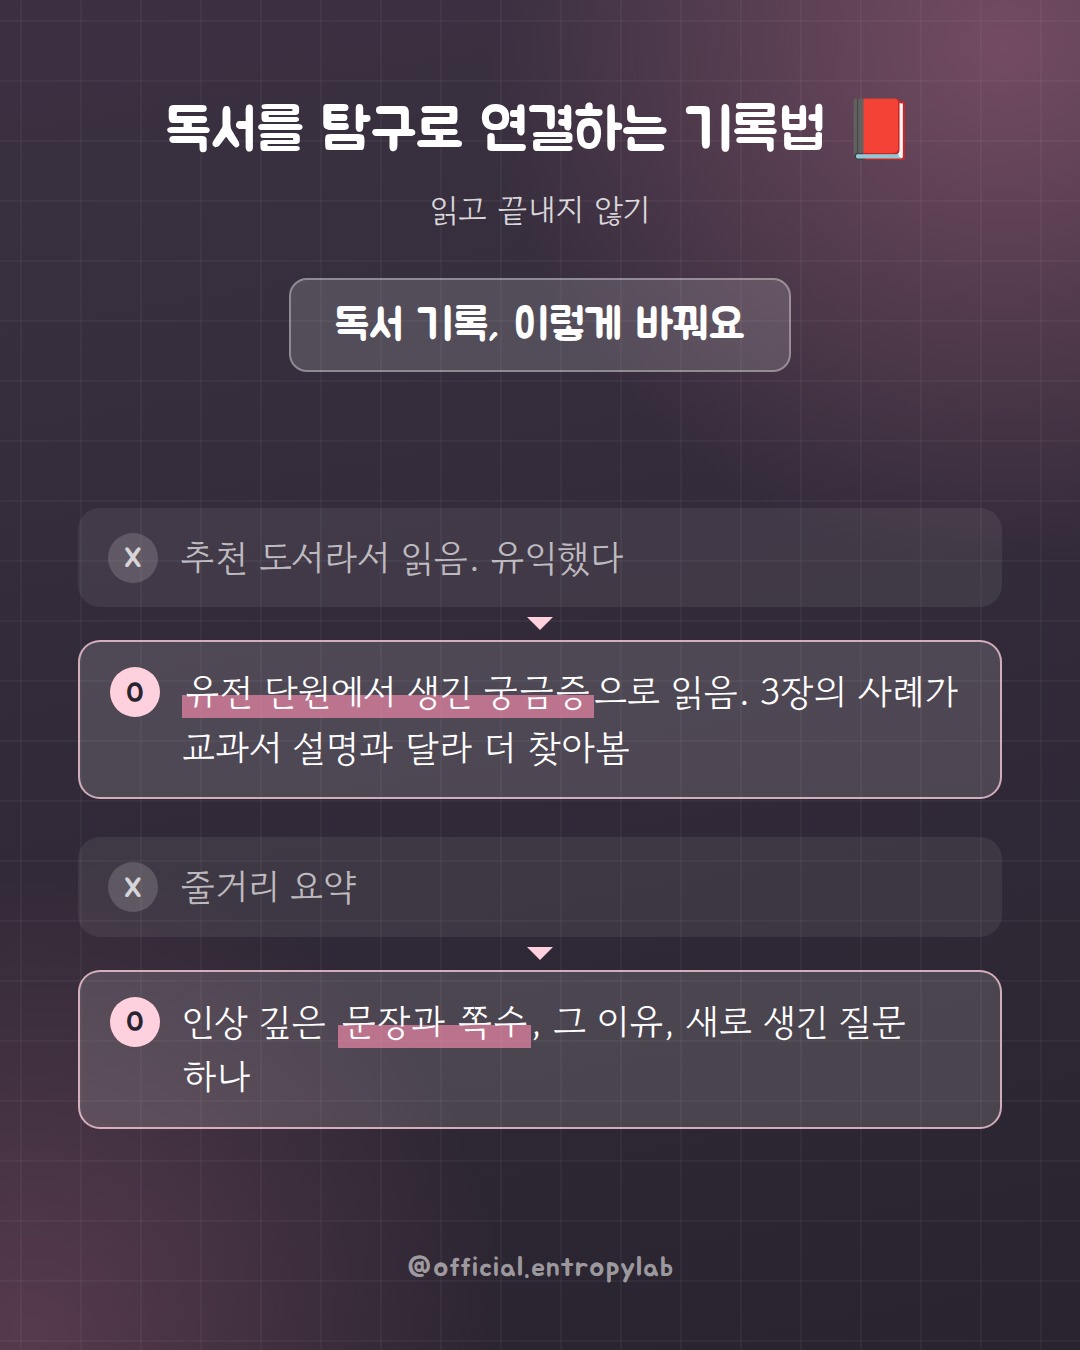 독서를 탐구로 연결하는 기록법 📕
읽고 끝내지 않기
독서 기록, 이렇게 바꿔요
X 추천 도서라서 읽음. 유익했다
O 유전 단원에서 생긴 궁금증으로 읽음. 3장의 사례가
교과서 설명과 달라 더 찾아봄
X 줄거리 요약
O 인상 깊은 문장과 쪽수, 그 이유, 새로 생긴 질문
하나
@official.entropylab